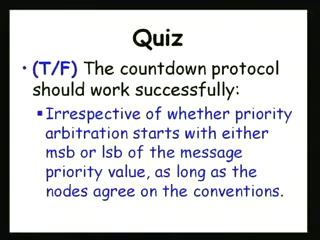 Quiz
• (T/F) The countdown protocol
should work successfully:
▪ Irrespective of whether priority
arbitration starts with either
msb or lsb of the message
priority value, as long as the
nodes agree on the conventions.